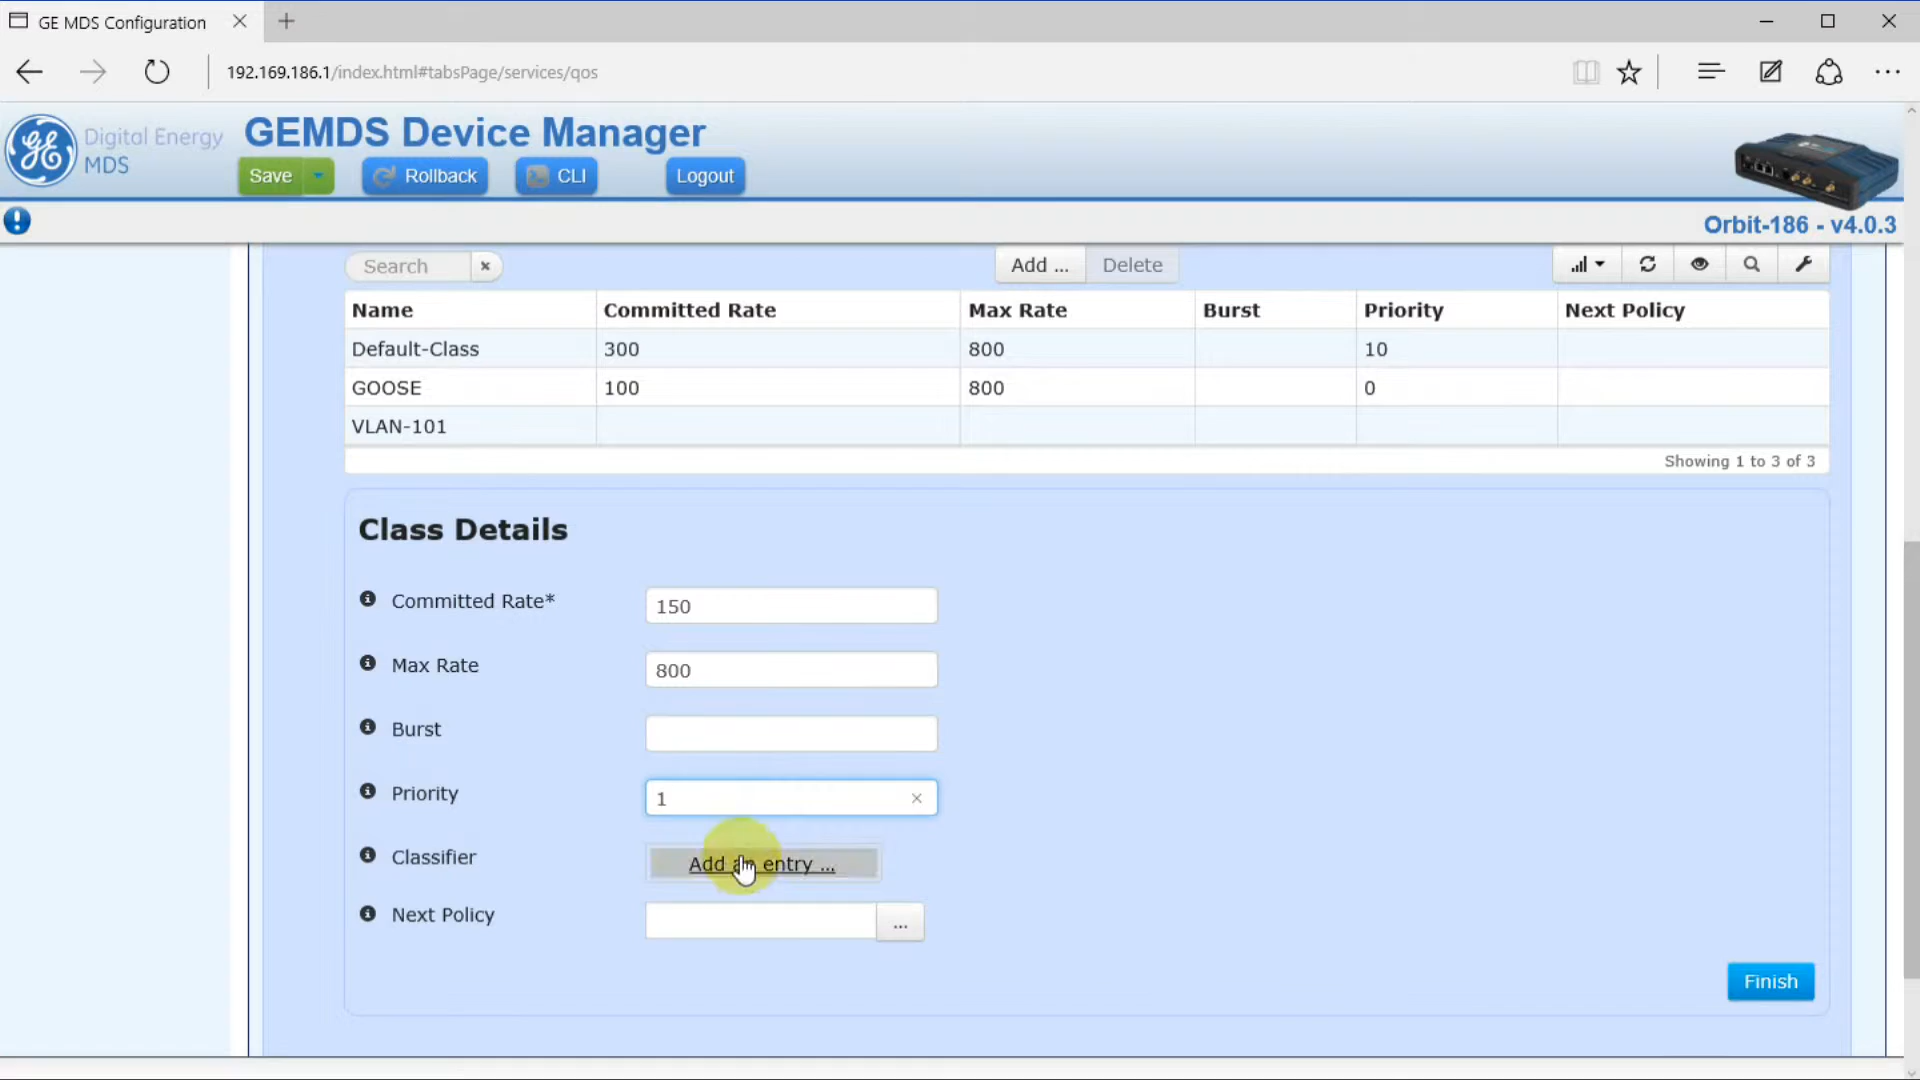 GE MDS Configuration
192.169.186.1/index.html#tabsPage/services/qos
Digital Energy
MDS
GEMDS Device Manager
Save
Rollback
CLI
Logout
Orbit-186 - v4.0.3
Search
Add ...
Delete
Name Committed Rate Max Rate Burst Priority Next Policy
Default-Class 300 800 10
GOOSE 100 800 0
VLAN-101
Showing 1 to 3 of 3
Class Details
Committed Rate* 150
Max Rate 800
Burst
Priority 1
Classifier Add an entry ...
Next Policy ...
Finish